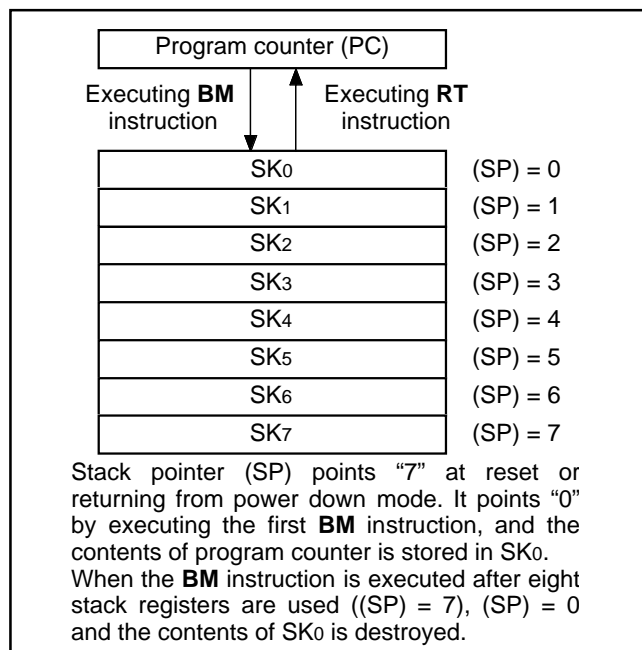 Program counter (PC)
Executing BM
instruction
Executing RT
instruction
SK0 (SP) = 0
SK1 (SP) = 1
SK2 (SP) = 2
SK3 (SP) = 3
SK4 (SP) = 4
SK5 (SP) = 5
SK6 (SP) = 6
SK7 (SP) = 7
Stack pointer (SP) points “7” at reset or
returning from power down mode. It points “0”
by executing the first BM instruction, and the
contents of program counter is stored in SK0.
When the BM instruction is executed after eight
stack registers are used ((SP) = 7), (SP) = 0
and the contents of SK0 is destroyed.